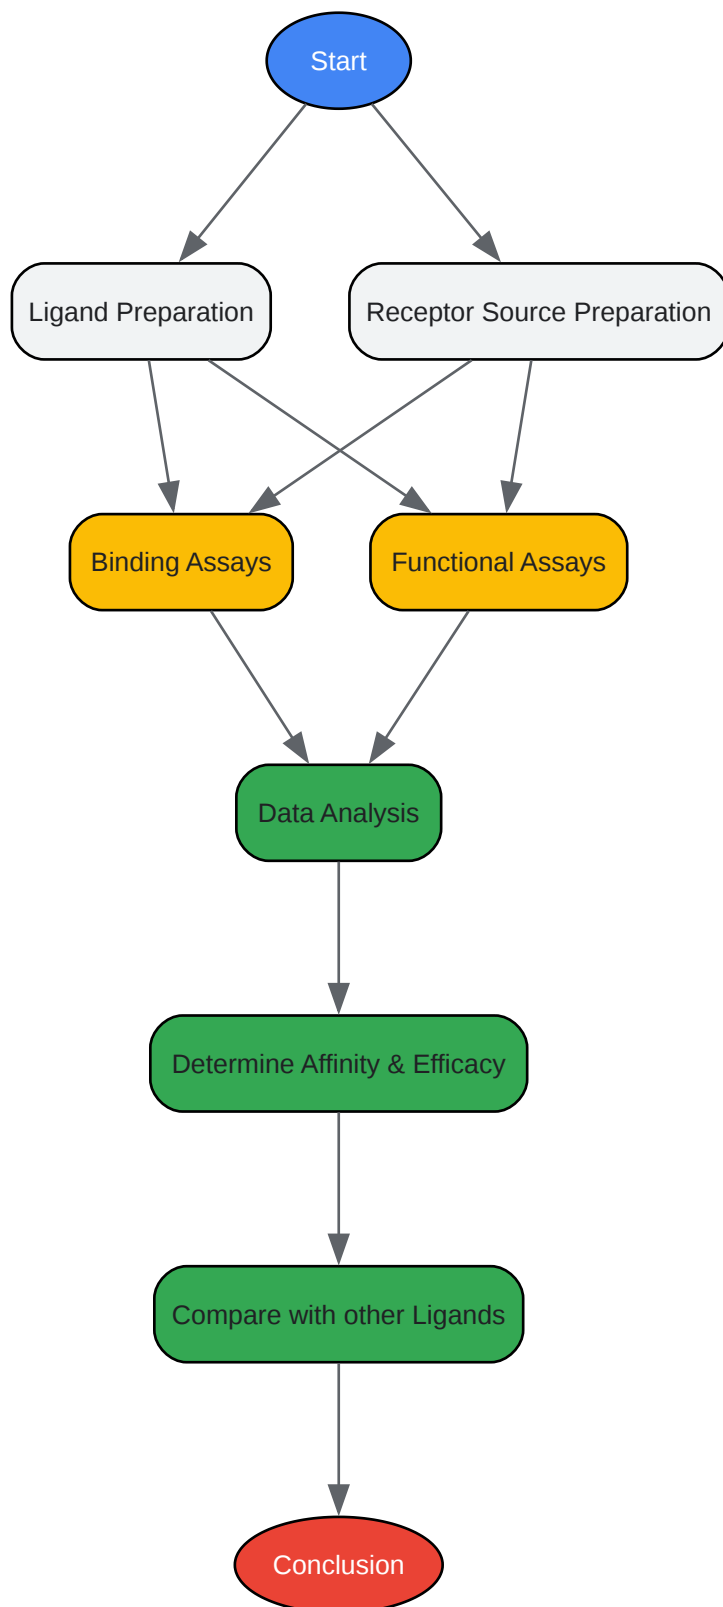 Start
Ligand Preparation
Receptor Source Preparation
Binding Assays
Functional Assays
Data Analysis
Determine Affinity & Efficacy
Compare with other Ligands
Conclusion